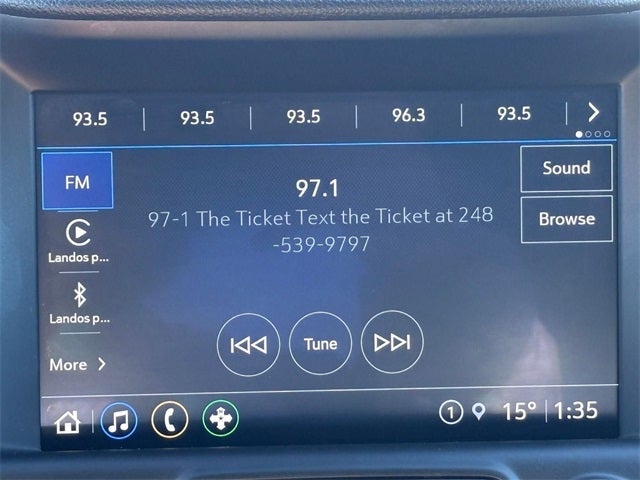 93.5 93.5 93.5 96.3 93.5
FM
97.1
97-1 The Ticket Text the Ticket at 248
-539-9797
Sound
Browse
Landos p...
Landos p...
More
Tune
1 15° 1:35